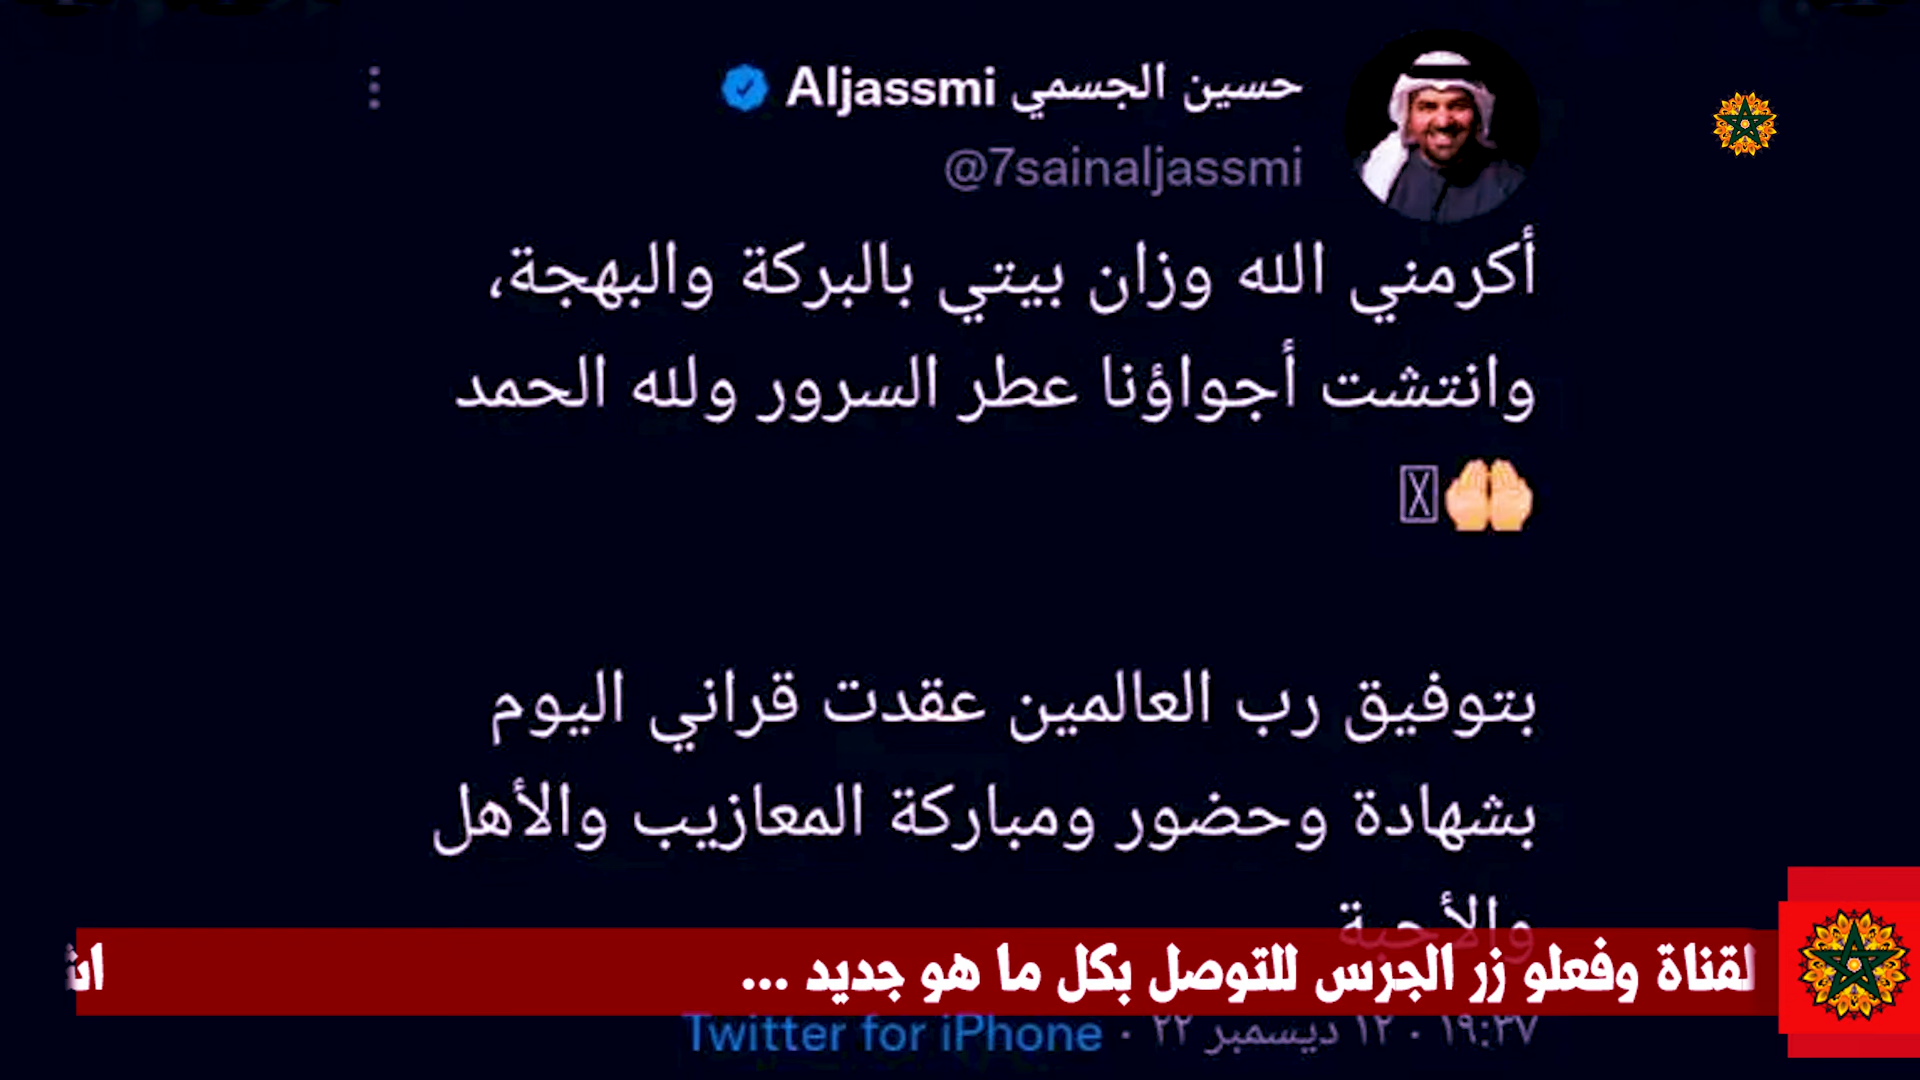 حسين الجسمي Aljassmi
@7sainaljassmi
أكرمني الله وزان بيتي بالبركة والبهجة،
وانتشت أجواؤنا عطر السرور ولله الحمد
🤲🏻
بتوفيق رب العالمين عقدت قراني اليوم
بشهادة وحضور ومباركة المعازيب والأهل
والأحبة
لقناة وفعلو زر الجرس للتوصل بكل ما هو جديد ...
١٩:٣٧ · ١٢ ديسمبر ٢٢ · Twitter for iPhone